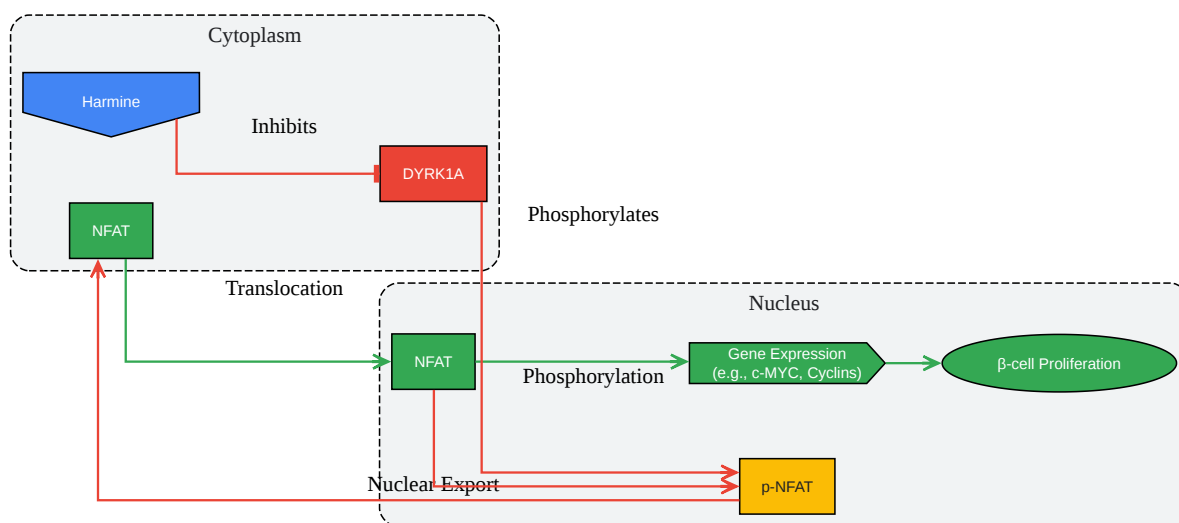 Cytoplasm
Harmine
Inhibits
DYRK1A
Phosphorylates
NFAT
Translocation
Nucleus
NFAT
Gene Expression
(e.g., c-MYC, Cyclins)
β-cell Proliferation
Phosphorylation
Nuclear Export
p-NFAT